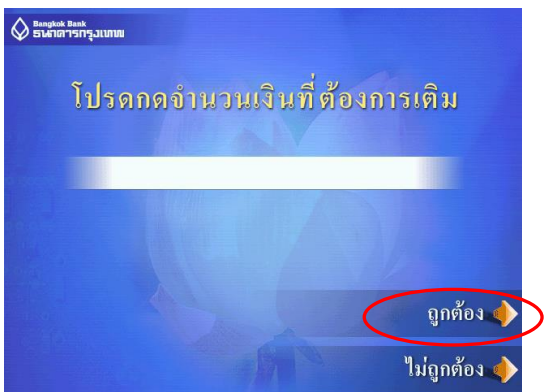 Bangkok Bank
ธนาคารกรุงเทพ
โปรดกดจำนวนเงินที่ต้องการเติม
ถูกต้อง
ไม่ถูกต้อง